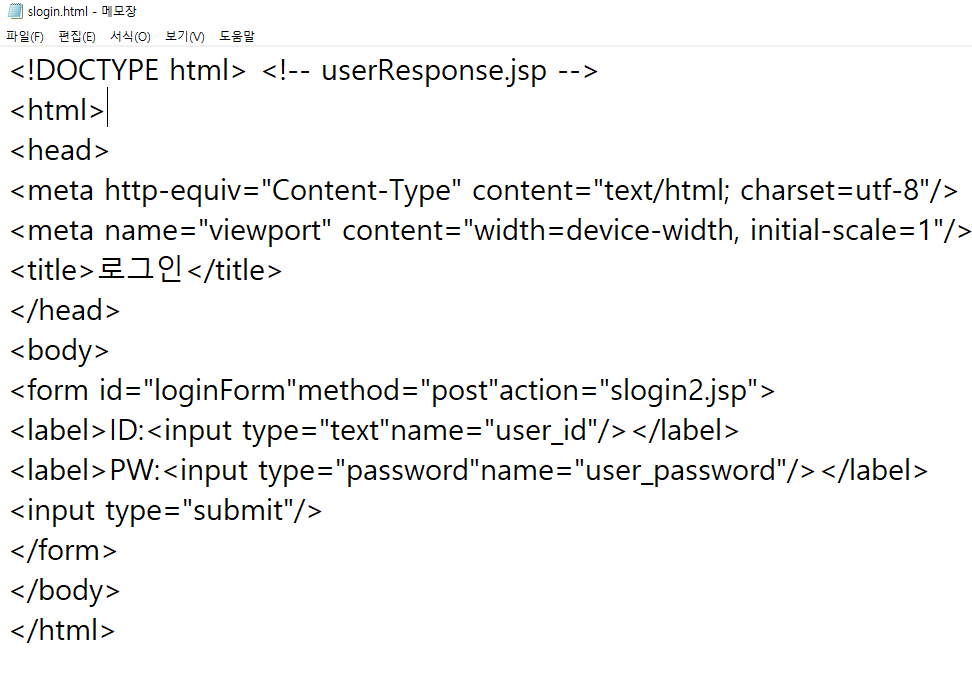 slogin.html - 메모장
파일(F) 편집(E) 서식(O) 보기(V) 도움말
<!DOCTYPE html> <!-- userResponse.jsp -->
<html>
<head>
<meta http-equiv="Content-Type" content="text/html; charset=utf-8"/>
<meta name="viewport" content="width=device-width, initial-scale=1"/>
<title>로그인</title>
</head>
<body>
<form id="loginForm"method="post"action="slogin2.jsp">
<label>ID:<input type="text"name="user_id"/></label>
<label>PW:<input type="password"name="user_password"/></label>
<input type="submit"/>
</form>
</body>
</html>